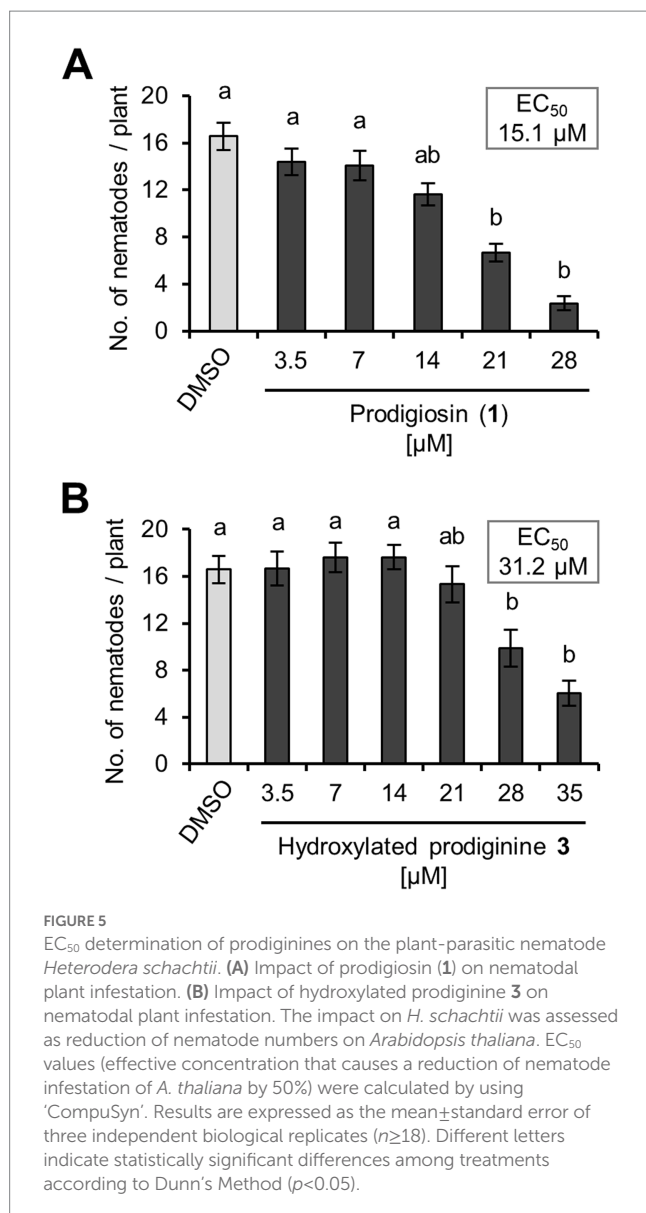 A
No. of nematodes / plant
20
16
12
8
4
0
a
a
a
ab
b
b
EC₅₀
15.1 µM
DMSO
3.5 7 14 21 28
Prodigiosin (1)
[µM]
B
No. of nematodes / plant
20
16
12
8
4
0
a
a
a
a
ab
b
b
EC₅₀
31.2 µM
DMSO
3.5 7 14 21 28 35
Hydroxylated prodiginine 3
[µM]
FIGURE 5
EC₅₀ determination of prodiginines on the plant-parasitic nematode
Heterodera schachtii. (A) Impact of prodigiosin (1) on nematodal
plant infestation. (B) Impact of hydroxylated prodiginine 3 on
nematodal plant infestation. The impact on H. schachtii was assessed
as reduction of nematode numbers on Arabidopsis thaliana. EC₅₀
values (effective concentration that causes a reduction of nematode
infestation of A. thaliana by 50%) were calculated by using
‘CompuSyn’. Results are expressed as the mean±standard error of
three independent biological replicates (n≥18). Different letters
indicate statistically significant differences among treatments
according to Dunn’s Method (p<0.05).